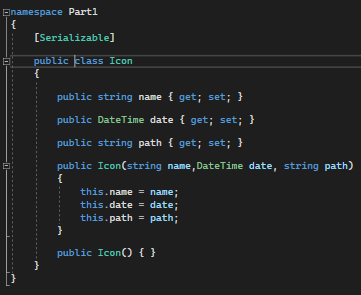 namespace Part1
{
[Serializable]
public class Icon
{
public string name { get; set; }
public DateTime date { get; set; }
public string path { get; set; }
public Icon(string name,DateTime date, string path)
{
this.name = name;
this.date = date;
this.path = path;
}
public Icon() { }
}
}